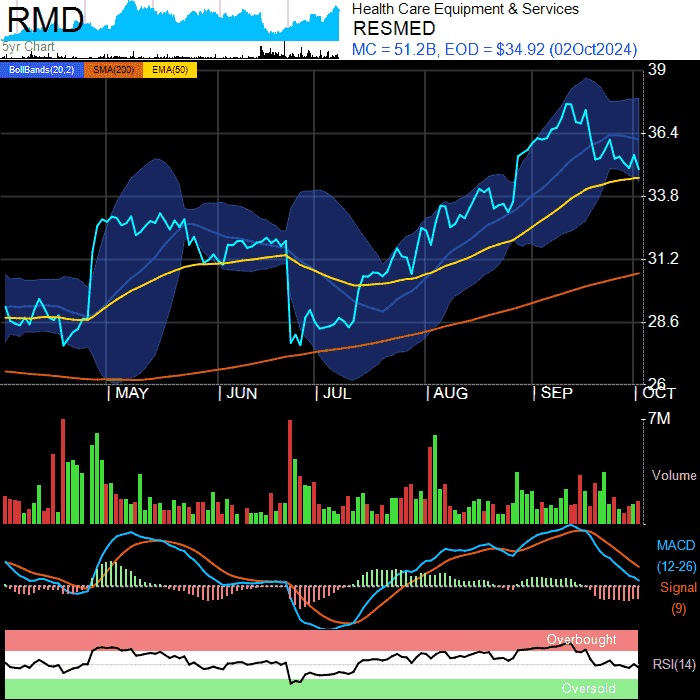 RMD
5yr Chart
Health Care Equipment & Services
RESMED
MC = 51.2B, EOD = $34.92 (02Oct2024)
BollBands(20,2) SMA(200) EMA(50)
39
36.4
33.8
31.2
28.6
26
MAY JUN JUL AUG SEP OCT
7M
Volume
MACD
(12-26)
Signal
(9)
Overbought
RSI(14)
Oversold